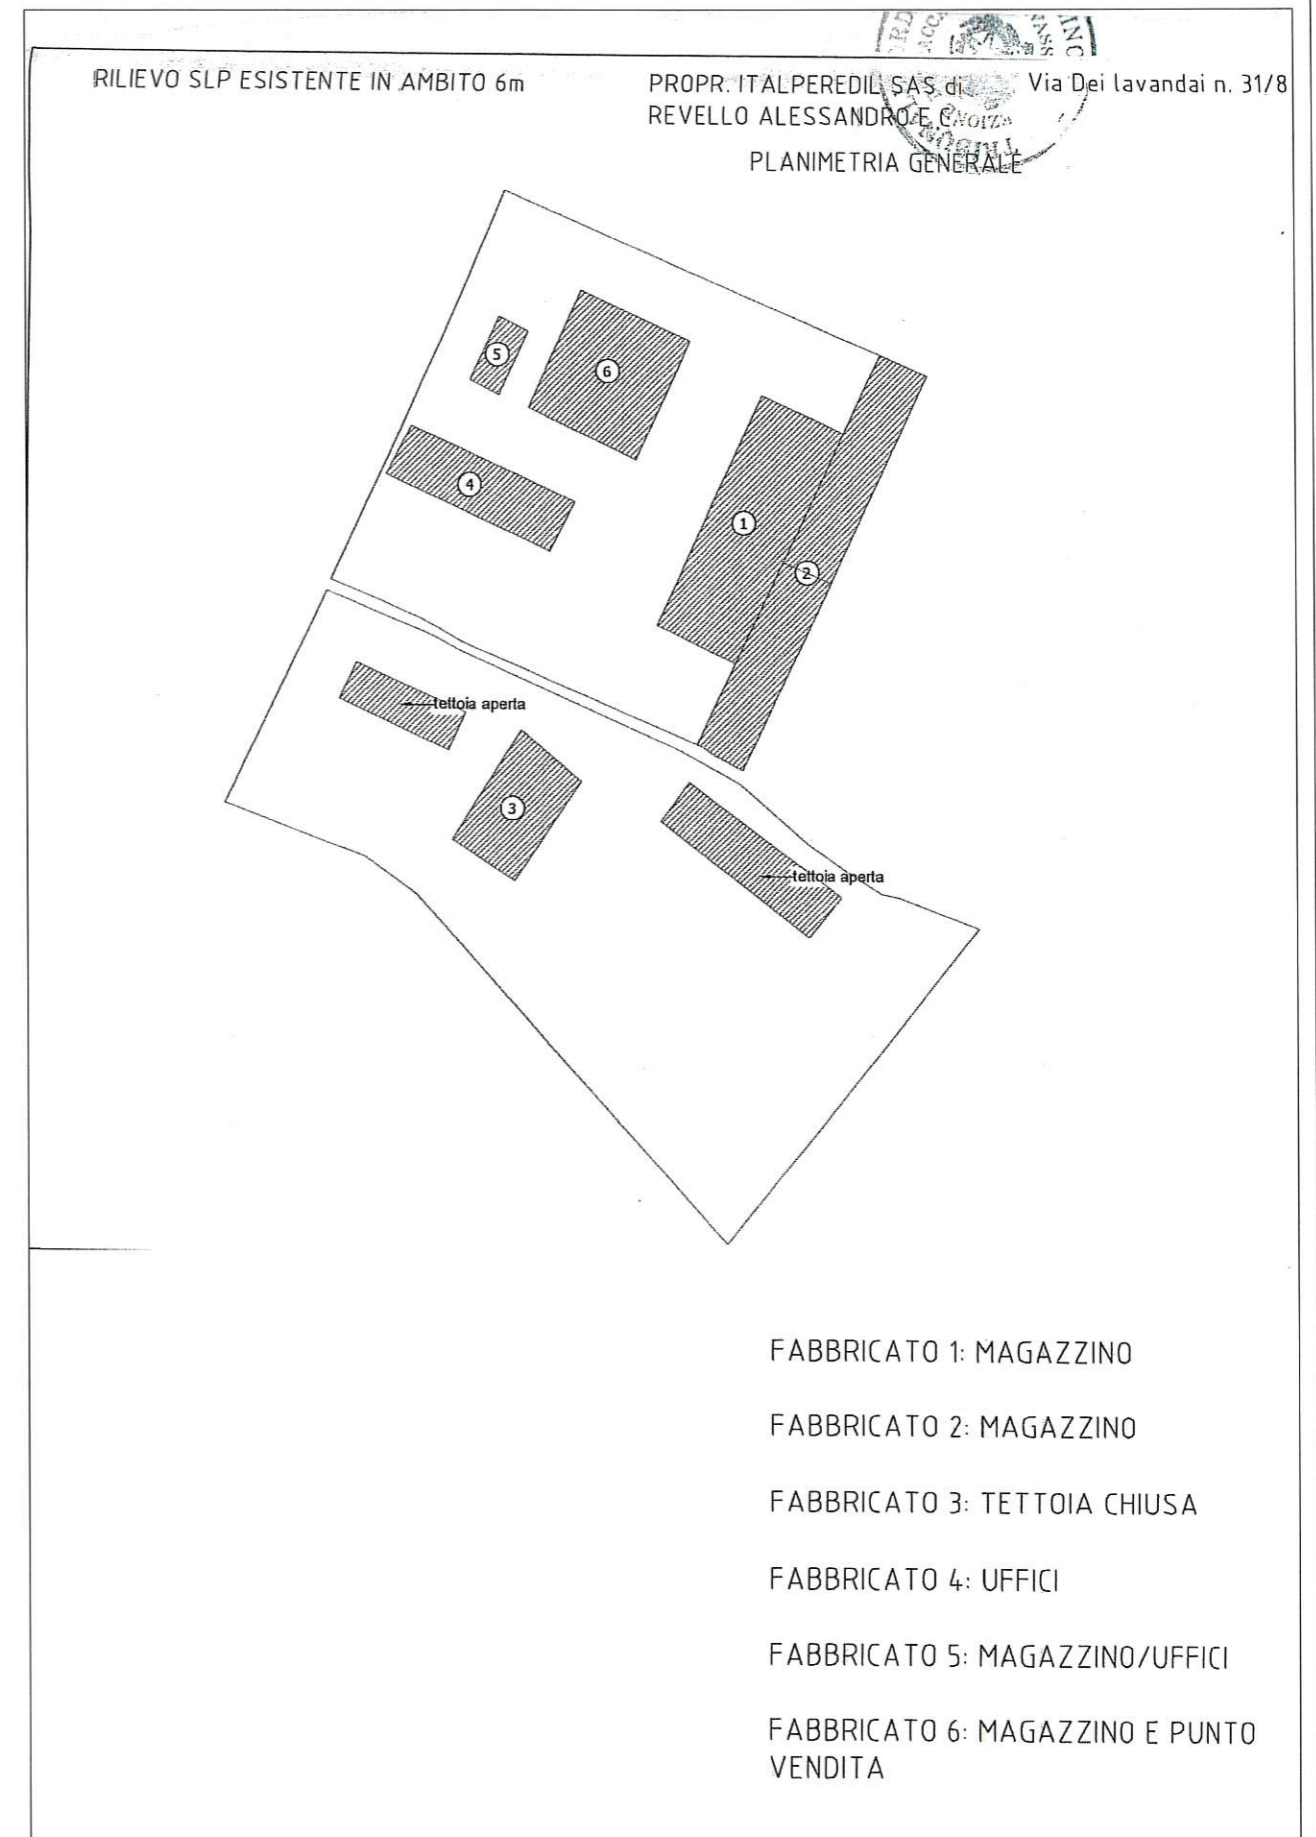 RILIEVO SLP ESISTENTE IN AMBITO 6m
PROPR. ITALPEREDIL SAS di
REVELLO ALESSANDRO E C.
Via Dei lavandai n. 31/8
PLANIMETRIA GENERALE
TRIBUNAL
5
6
4
1
2
tettoia aperta
3
tettoia aperta
FABBRICATO 1: MAGAZZINO
FABBRICATO 2: MAGAZZINO
FABBRICATO 3: TETTOIA CHIUSA
FABBRICATO 4: UFFICI
FABBRICATO 5: MAGAZZINO/UFFICI
FABBRICATO 6: MAGAZZINO E PUNTO
VENDITA